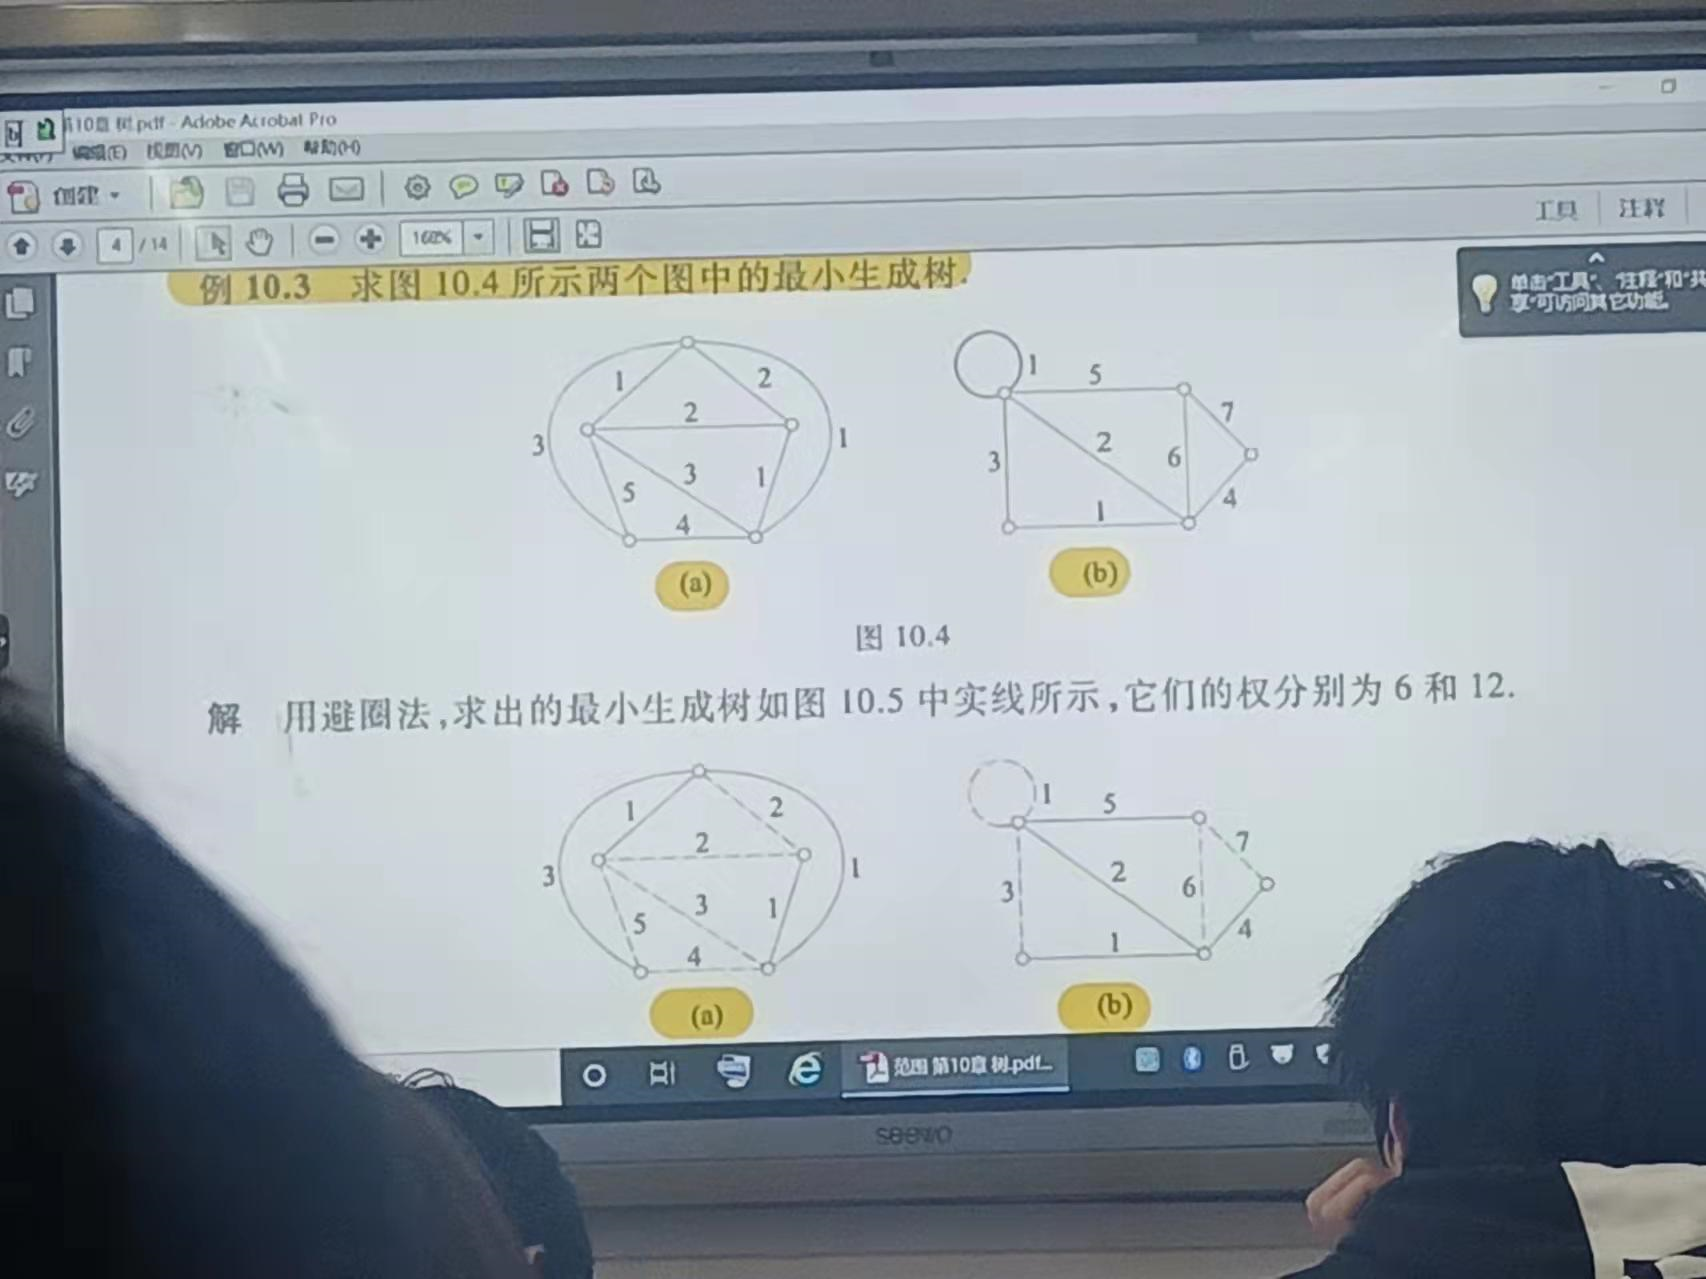 第10章 树.pdf - Adobe Acrobat Pro
编辑(E) 视图(V) 窗口(W) 帮助(H)
创建
4 / 14 160%
工具 注释
单击“工具”、“注释”和“共
享”可访问其它功能。
例 10.3 求图 10.4 所示两个图中的最小生成树.
1 2 2 3 1 3 5 1 4
(a)
1 5 7 2 3 6 4 1
(b)
图 10.4
解 用避圈法,求出的最小生成树如图 10.5 中实线所示,它们的权分别为 6 和 12.
1 2 2 3 1 3 5 1 4
(a)
1 5 7 2 3 6 4 1
(b)
范围 第10章 树.pdf...
seewo